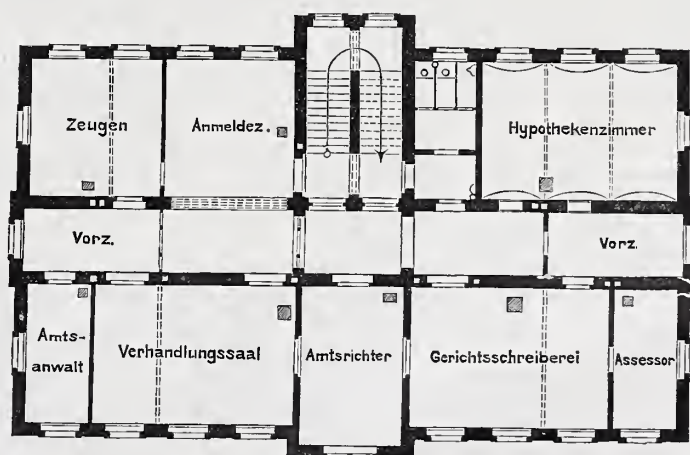 Zeugen
Anmeldez.
Hypothekenzimmer
Vorz.
Vorz.
Amts-
anwalt
Verhandlungssaal
Amtsrichter
Gerichtsschreiberei
Assessor